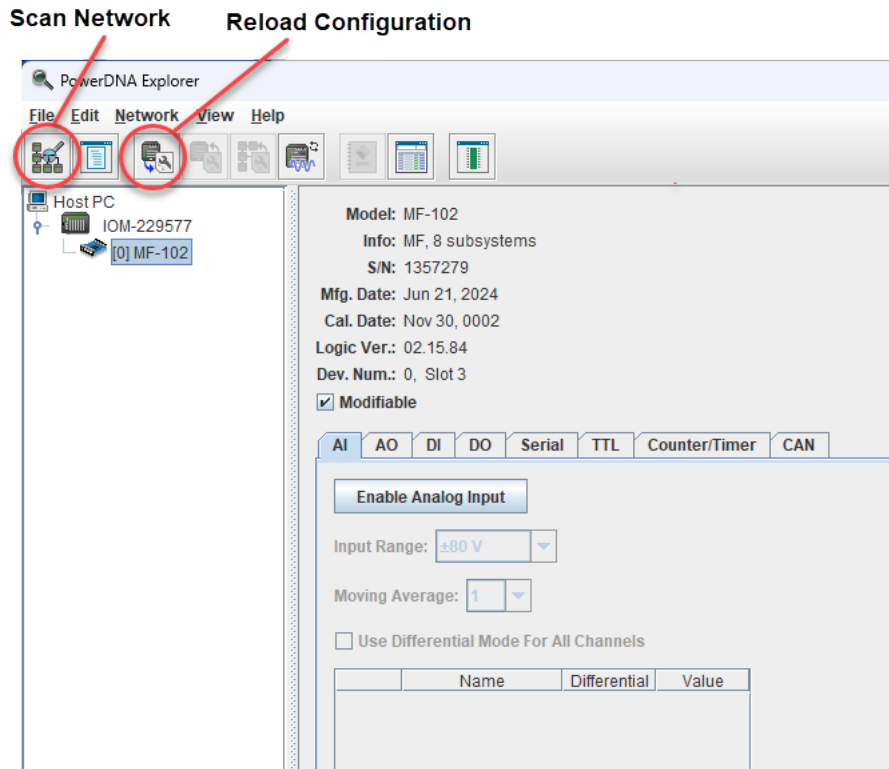 Scan Network
Reload Configuration
PowerDNA Explorer
File Edit Network View Help
Host PC
IOM-229577
[0] MF-102
Model: MF-102
Info: MF, 8 subsystems
S/N: 1357279
Mfg. Date: Jun 21, 2024
Cal. Date: Nov 30, 0002
Logic Ver.: 02.15.84
Dev. Num.: 0, Slot 3
Modifiable
AI AO DI DO Serial TTL Counter/Timer CAN
Enable Analog Input
Input Range: ±80 V
Moving Average: 1
Use Differential Mode For All Channels
Name Differential Value